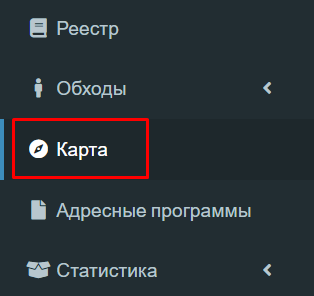 Реестр
Обходы
Карта
Адресные программы
Статистика